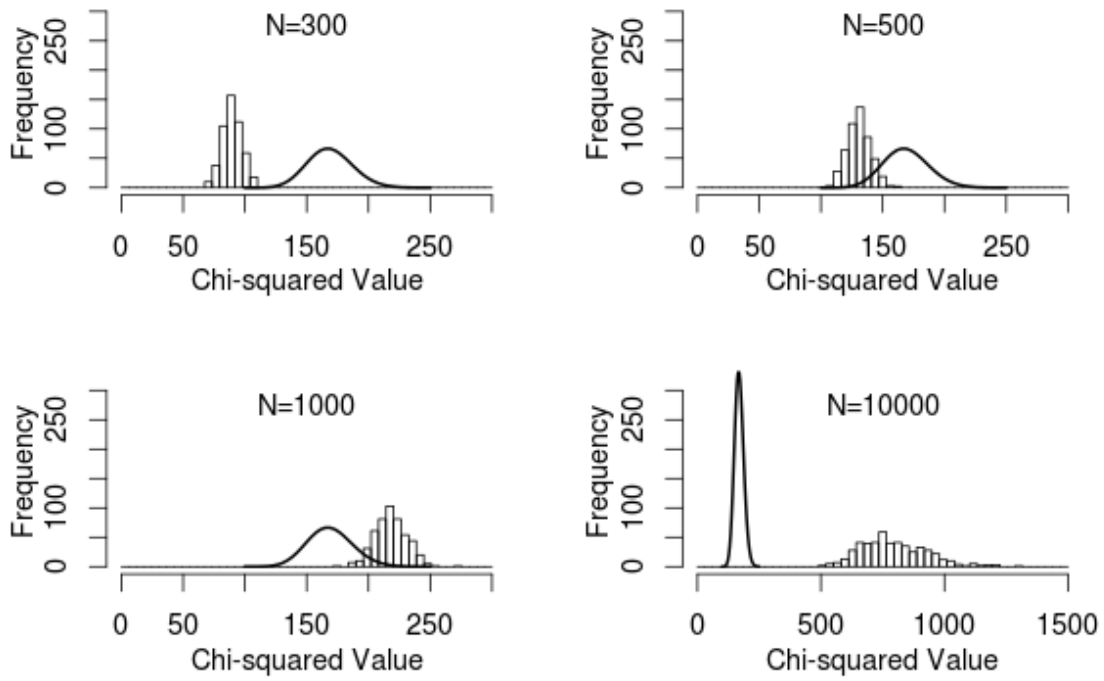 N=300
Frequency
0 100 250
0 50 150 250
Chi-squared Value
N=500
Frequency
0 100 250
0 50 150 250
Chi-squared Value
N=1000
Frequency
0 100 250
0 50 150 250
Chi-squared Value
N=10000
Frequency
0 100 250
0 500 1000 1500
Chi-squared Value